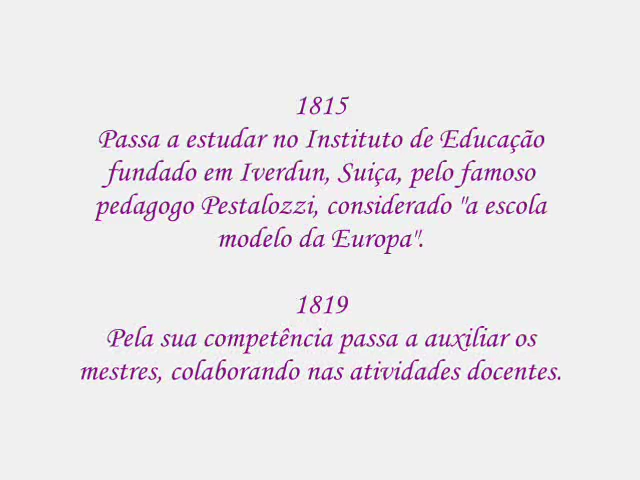 1815
Passa a estudar no Instituto de Educação
fundado em Iverdun, Suiça, pelo famoso
pedagogo Pestalozzi, considerado "a escola
modelo da Europa".
1819
Pela sua competência passa a auxiliar os
mestres, colaborando nas atividades docentes.